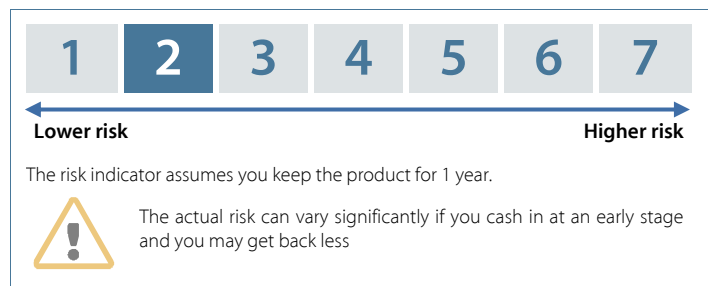 1 2 3 4 5 6 7
Lower risk Higher risk
The risk indicator assumes you keep the product for 1 year.
The actual risk can vary significantly if you cash in at an early stage
and you may get back less